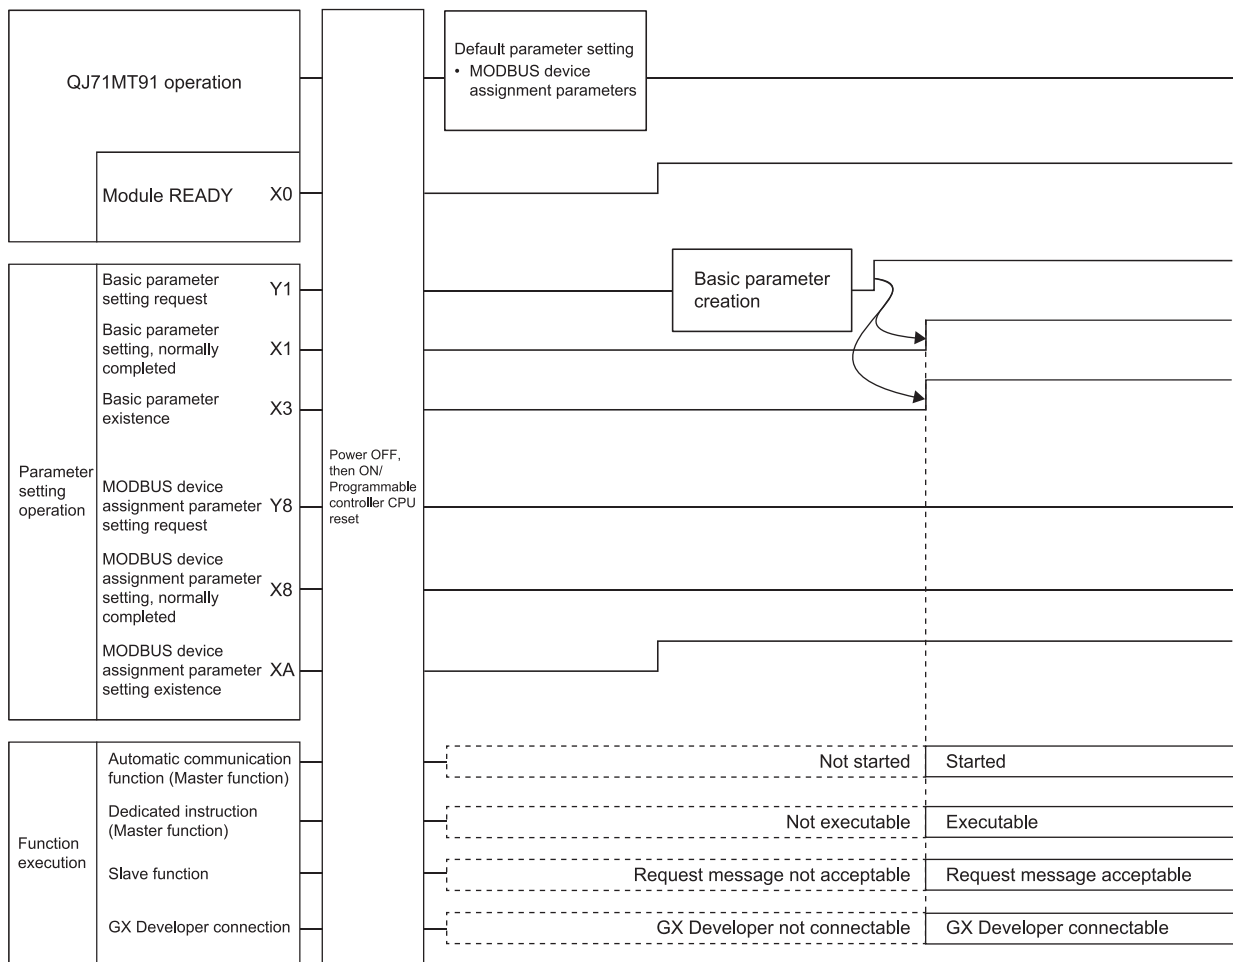 QJ71MT91 operation
Default parameter setting
• MODBUS device
assignment parameters
Module READY X0
Parameter
setting
operation
Basic parameter
setting request
Y1
Basic parameter
creation
Basic parameter
setting, normally
completed
X1
Basic parameter
existence
X3
Power OFF,
then ON/
Programmable
controller CPU
reset
MODBUS device
assignment parameter
setting request
Y8
MODBUS device
assignment parameter
setting, normally
completed
X8
MODBUS device
assignment parameter
setting existence
XA
Function
execution
Automatic communication
function (Master function)
Not started
Started
Dedicated instruction
(Master function)
Not executable
Executable
Slave function
Request message not acceptable
Request message acceptable
GX Developer connection
GX Developer not connectable
GX Developer connectable